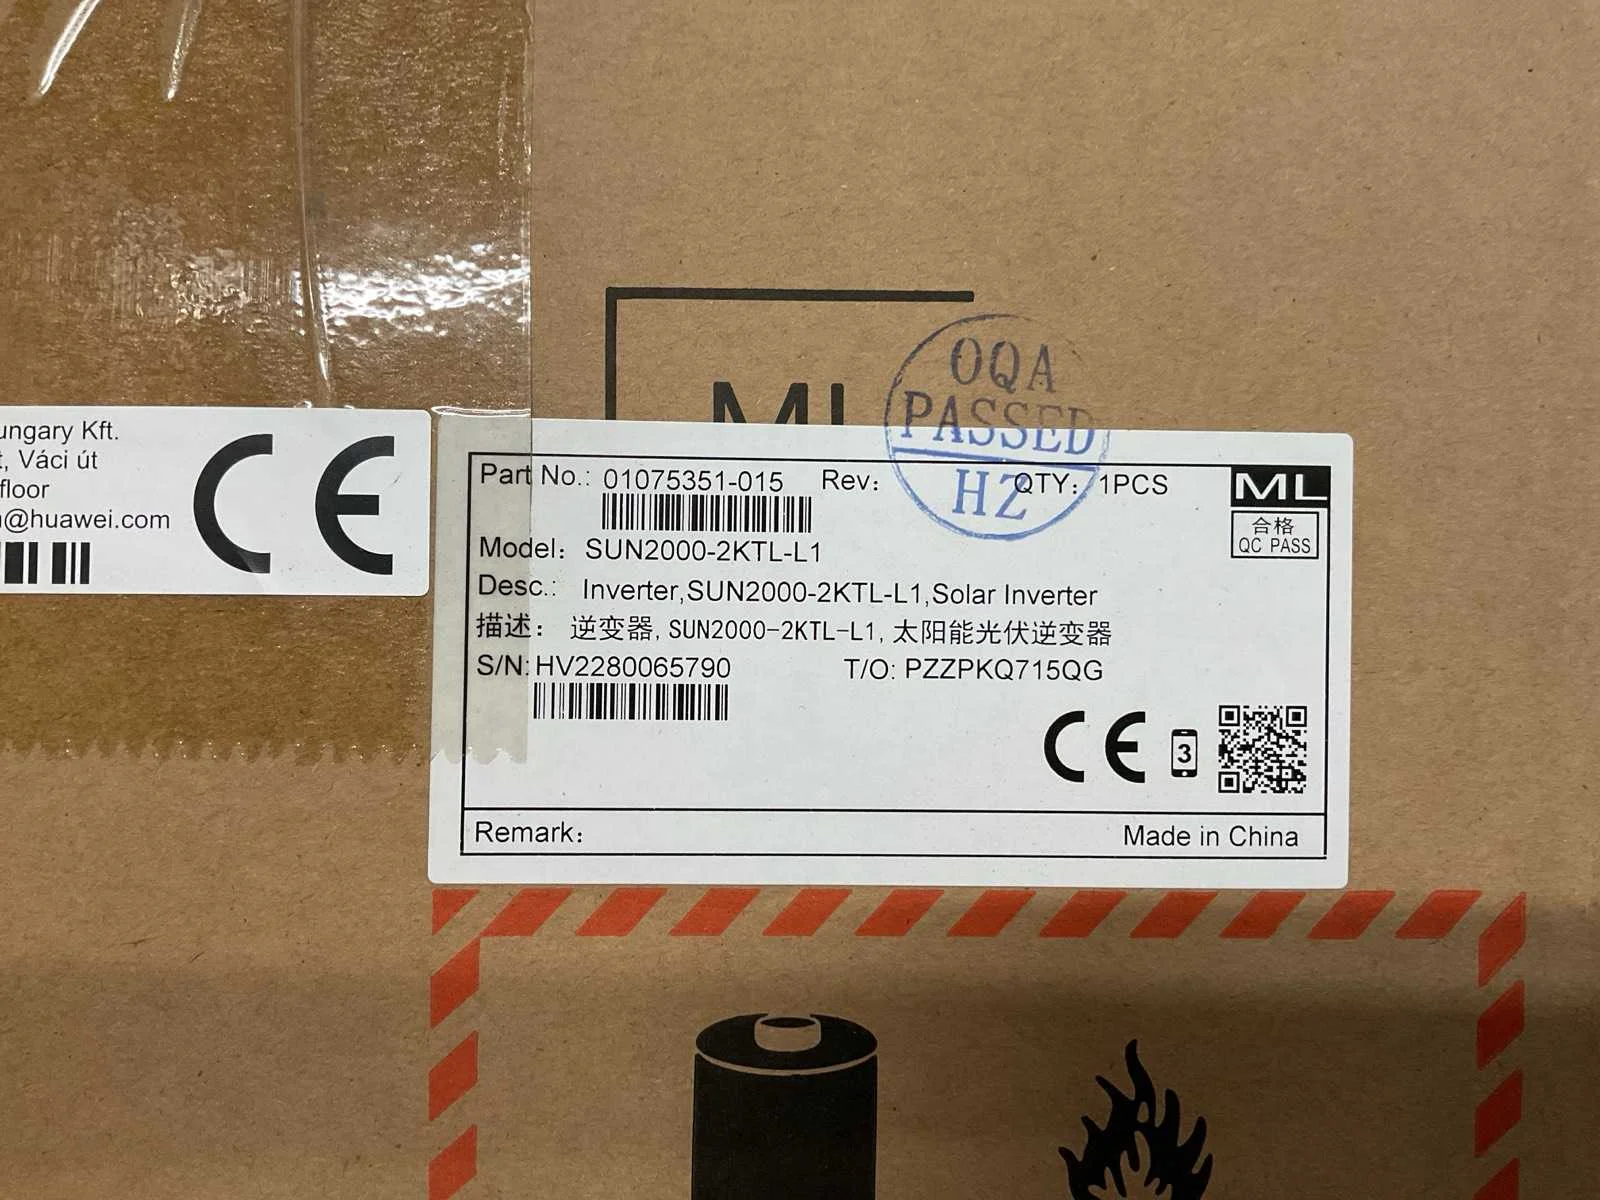 ungary Kft.
, Váci út
floor
@huawei.com
CE
OQA
PASSED
HZ
Part No.: 01075351-015 Rev: QTY: 1PCS
ML
合格
QC PASS
Model: SUN2000-2KTL-L1
Desc.: Inverter,SUN2000-2KTL-L1,Solar Inverter
描述: 逆变器, SUN2000-2KTL-L1, 太阳能光伏逆变器
S/N: HV2280065790 T/O: PZZPKQ715QG
CE 3
Remark: Made in China